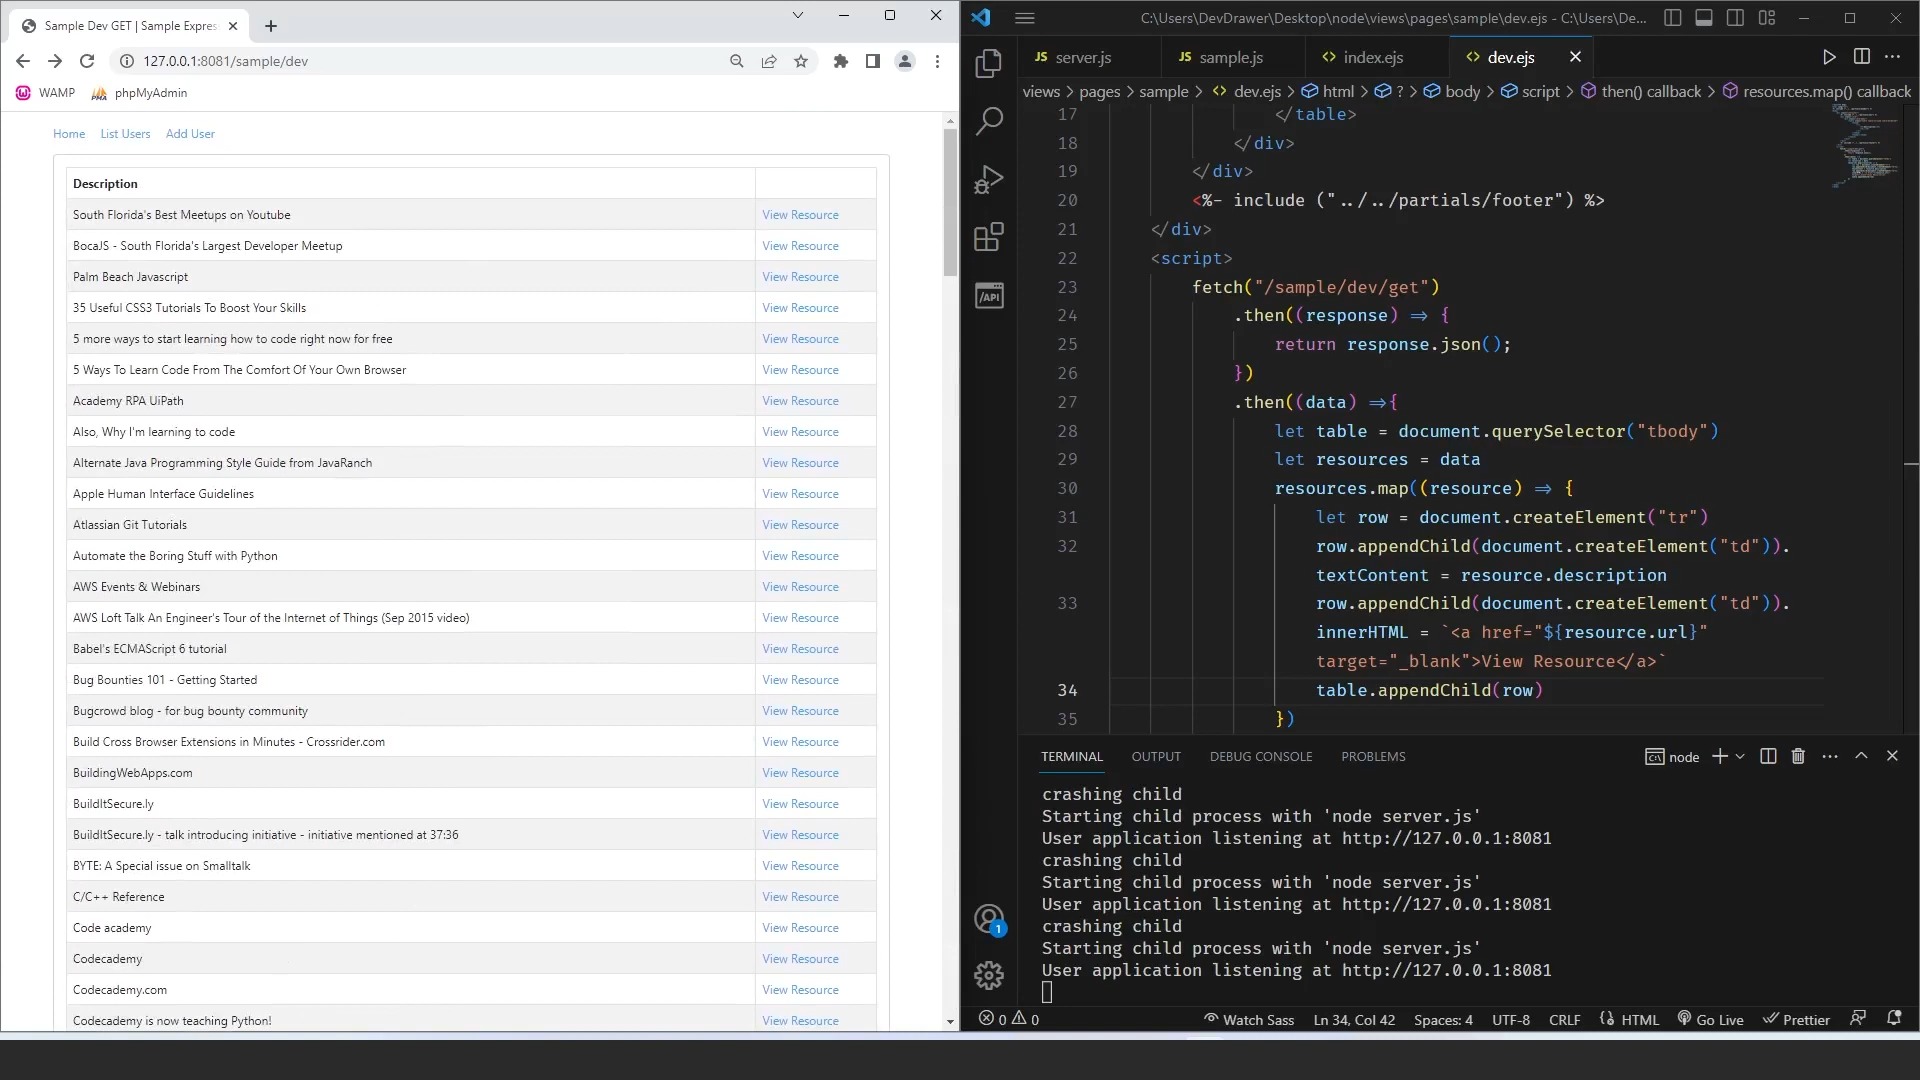 Sample Dev GET | Sample Expres
127.0.0.1:8081/sample/dev
WAMP
phpMyAdmin
Home List Users Add User
Description
South Florida's Best Meetups on Youtube View Resource
BocaJS - South Florida's Largest Developer Meetup View Resource
Palm Beach Javascript View Resource
35 Useful CSS3 Tutorials To Boost Your Skills View Resource
5 more ways to start learning how to code right now for free View Resource
5 Ways To Learn Code From The Comfort Of Your Own Browser View Resource
Academy RPA UiPath View Resource
Also, Why I'm learning to code View Resource
Alternate Java Programming Style Guide from JavaRanch View Resource
Apple Human Interface Guidelines View Resource
Atlassian Git Tutorials View Resource
Automate the Boring Stuff with Python View Resource
AWS Events & Webinars View Resource
AWS Loft Talk An Engineer's Tour of the Internet of Things (Sep 2015 video) View Resource
Babel's ECMAScript 6 tutorial View Resource
Bug Bounties 101 - Getting Started View Resource
Bugcrowd blog - for bug bounty community View Resource
Build Cross Browser Extensions in Minutes - Crossrider.com View Resource
BuildingWebApps.com View Resource
BuildItSecure.ly View Resource
BuildItSecure.ly - talk introducing initiative - initiative mentioned at 37:36 View Resource
BYTE: A Special issue on Smalltalk View Resource
C/C++ Reference View Resource
Code academy View Resource
Codecademy View Resource
Codecademy.com View Resource
Codecademy is now teaching Python! View Resource
C:\Users\DevDrawer\Desktop\node\views\pages\sample\dev.ejs - C:\Users\De...
JS server.js JS sample.js <> index.ejs <> dev.ejs
views > pages > sample > <> dev.ejs > html > ? > body > script > then() callback > resources.map() callback
17 </table>
18 </div>
19 </div>
20 <%- include ("../../partials/footer") %>
21 </div>
22 <script>
23 fetch("/sample/dev/get")
24 .then((response) => {
25 return response.json();
26 })
27 .then((data) =>{
28 let table = document.querySelector("tbody")
29 let resources = data
30 resources.map((resource) => {
31 let row = document.createElement("tr")
32 row.appendChild(document.createElement("td")).
textContent = resource.description
33 row.appendChild(document.createElement("td")).
innerHTML = `<a href="${resource.url}"
target="_blank">View Resource</a>`
34 table.appendChild(row)
35 })
TERMINAL OUTPUT DEBUG CONSOLE PROBLEMS node
crashing child
Starting child process with 'node server.js'
User application listening at http://127.0.0.1:8081
crashing child
Starting child process with 'node server.js'
User application listening at http://127.0.0.1:8081
crashing child
Starting child process with 'node server.js'
User application listening at http://127.0.0.1:8081
/API
1
0 0 Watch Sass Ln 34, Col 42 Spaces: 4 UTF-8 CRLF HTML Go Live Prettier